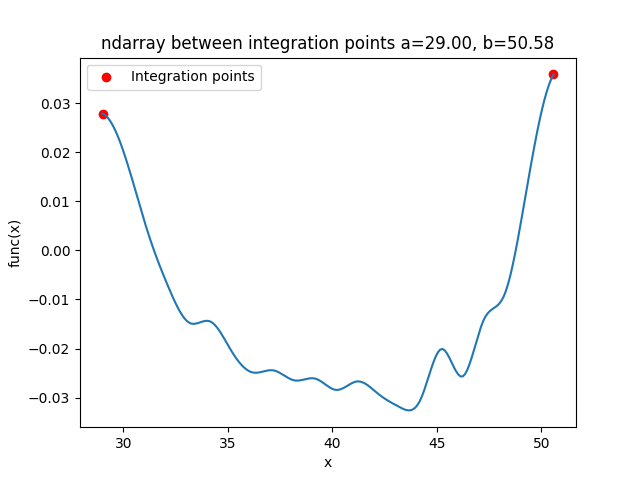 ndarray between integration points a=29.00, b=50.58
Integration points
0.03
0.02
0.01
0.00
−0.01
−0.02
−0.03
func(x)
30 35 40 45 50
x